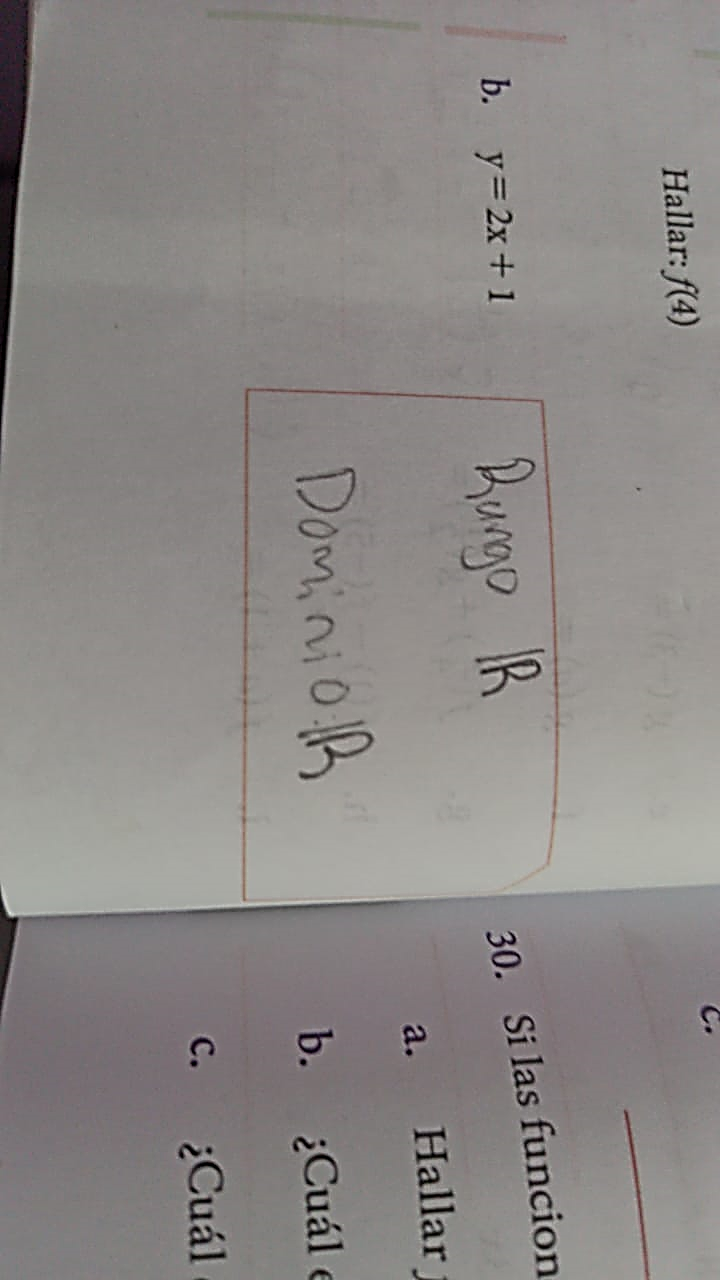 Hallar: f(4)
b. y = 2x + 1
Rango ℝ
Dominio: ℝ
c.
30. Si las funcion
a. Hallar
b. ¿Cuál
c. ¿Cuál